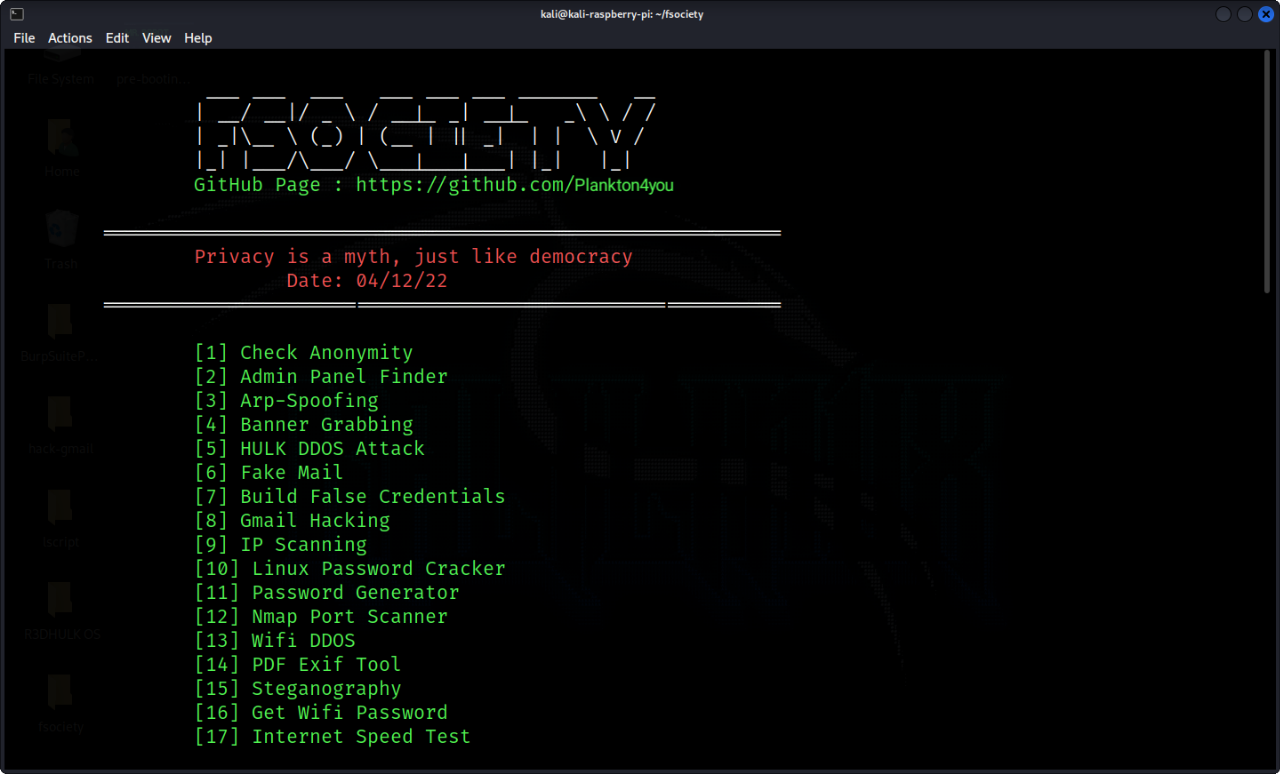 kali@kali-raspberry-pi: ~/fsociety
File Actions Edit View Help
File System pre-bootin...
FSOCIETY
GitHub Page : https://github.com/Plankton4you
Privacy is a myth, just like democracy
Date: 04/12/22
[1] Check Anonymity
[2] Admin Panel Finder
[3] Arp-Spoofing
[4] Banner Grabbing
[5] HULK DDOS Attack
[6] Fake Mail
[7] Build False Credentials
[8] Gmail Hacking
[9] IP Scanning
[10] Linux Password Cracker
[11] Password Generator
[12] Nmap Port Scanner
[13] Wifi DDOS
[14] PDF Exif Tool
[15] Steganography
[16] Get Wifi Password
[17] Internet Speed Test
Home
Trash
hack-gmail
R3DHULK OS
fsociety